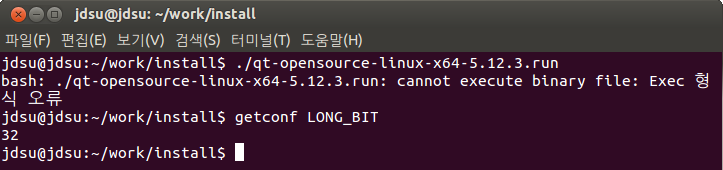 jdsu@jdsu: ~/work/install
파일(F) 편집(E) 보기(V) 검색(S) 터미널(T) 도움말(H)
jdsu@jdsu:~/work/install$ ./qt-opensource-linux-x64-5.12.3.run
bash: ./qt-opensource-linux-x64-5.12.3.run: cannot execute binary file: Exec 형
식 오류
jdsu@jdsu:~/work/install$ getconf LONG_BIT
32
jdsu@jdsu:~/work/install$